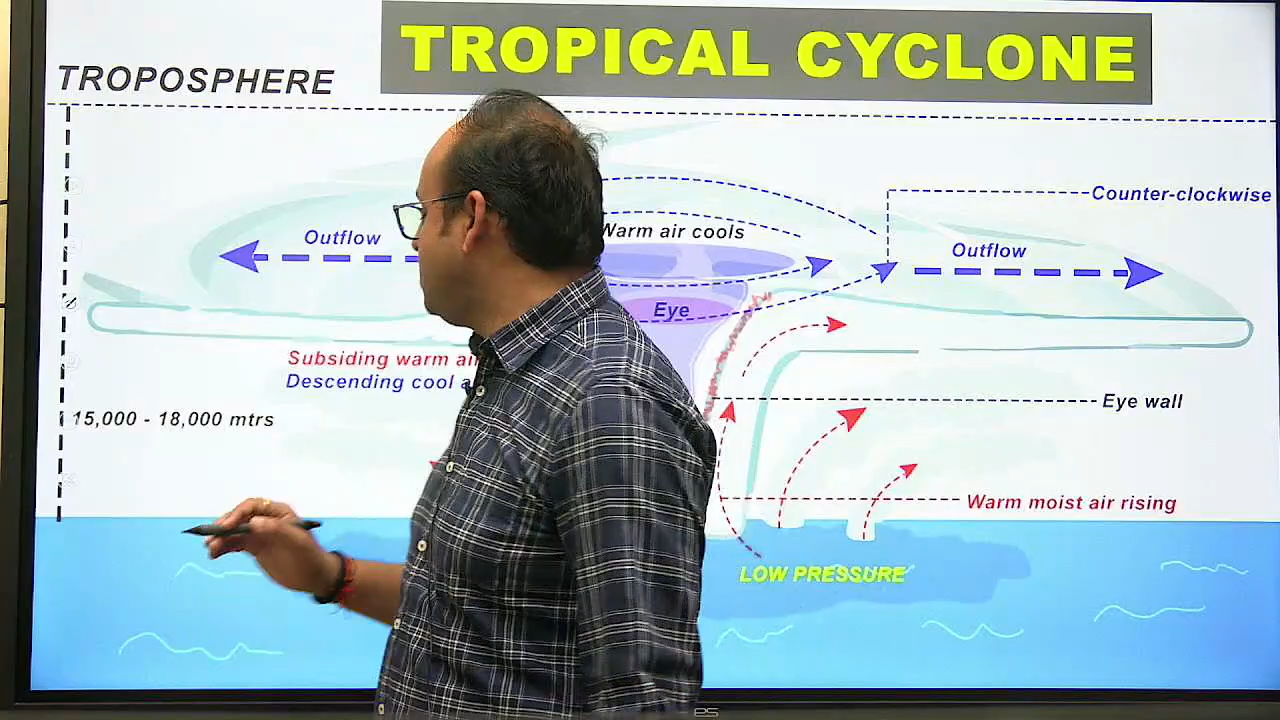 TROPICAL CYCLONE
TROPOSPHERE
Counter-clockwise
Outflow
Warm air cools
Outflow
Eye
Subsiding warm air
Descending cool
Eye wall
15,000 - 18,000 mtrs
Warm moist air rising
LOW PRESSURE